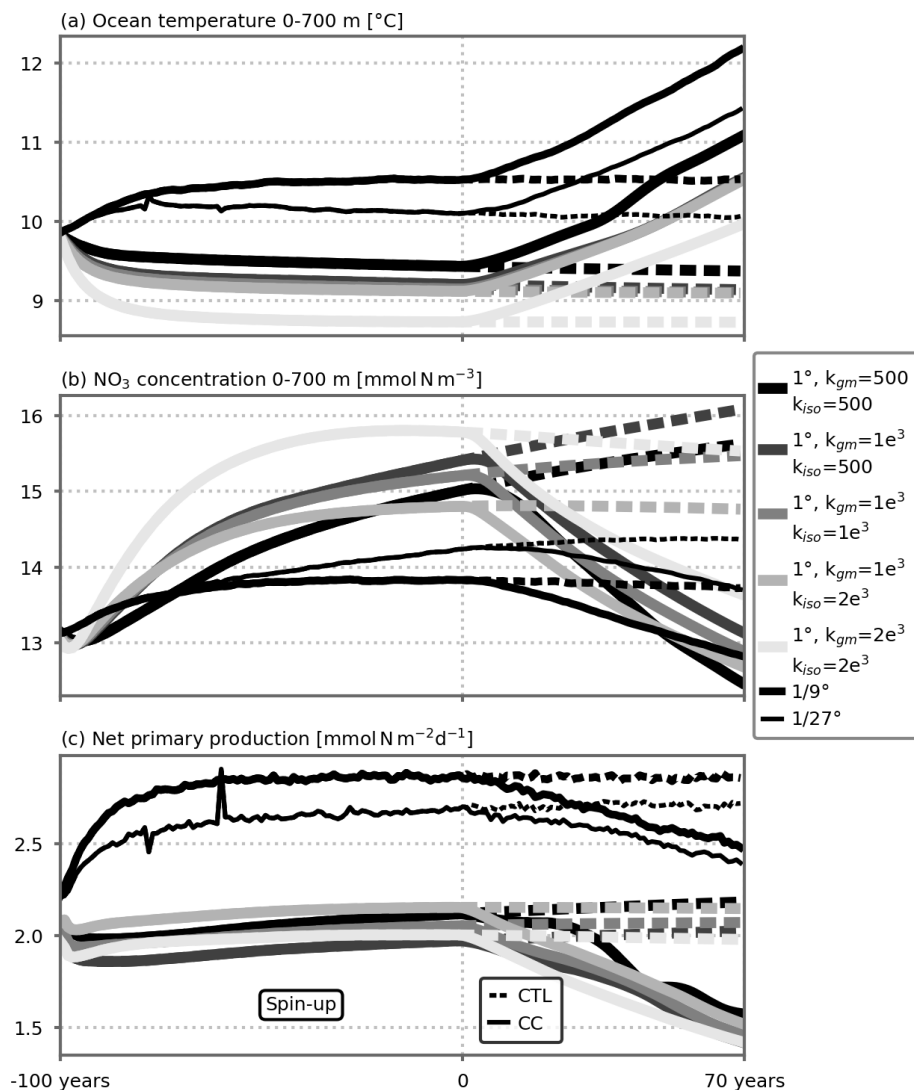 (a) Ocean temperature 0-700 m [°C]
12
11
10
9
(b) NO₃ concentration 0-700 m [mmol N m⁻³]
16
15
14
13
1°, k_gm=500
k_iso=500
1°, k_gm=1e³
k_iso=500
1°, k_gm=1e³
k_iso=1e³
1°, k_gm=1e³
k_iso=2e³
1°, k_gm=2e³
k_iso=2e³
1/9°
1/27°
(c) Net primary production [mmol N m⁻²d⁻¹]
2.5
2.0
1.5
Spin-up
CTL
CC
-100 years
0
70 years